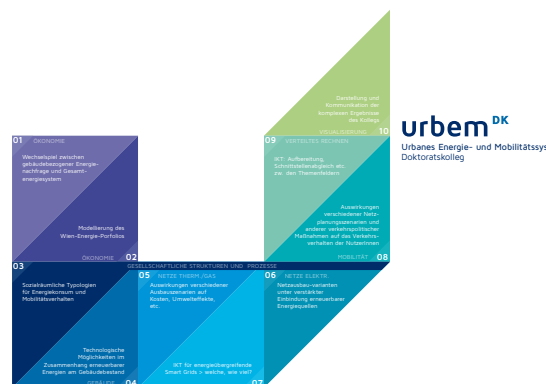 Darstellung und
Kommunikation der
komplexen Ergebnisse
des Kollegs
VISUALISIERUNG 10
urbem DK
Urbanes Energie- und Mobilitätssys
Doktoratskolleg
01 ÖKONOMIE
Wechselspiel zwischen
gebäudebezogener Energie-
nachfrage und Gesamt-
energiesystem
Modellierung des
Wien-Energie-Porfolios
ÖKONOMIE 02
09 VERTEILTES RECHNEN
IKT: Aufbereitung,
Schnittstellenabgleich etc.
zw. den Themenfeldern
Auswirkungen
verschiedener Netz-
planungsszenarien und
anderer verkehrspolitischer
Maßnahmen auf das Verkehrs-
verhalten der NutzerInnen
MOBILITÄT 08
03 GESELLSCHAFTLICHE STRUKTUREN UND PROZESSE
Sozialräumliche Typologien
für Energiekonsum und
Mobilitätsverhalten
Technologische
Möglichkeiten im
Zusammenhang erneuerbarer
Energien am Gebäudebestand
GEBÄUDE 04
05 NETZE THERM./GAS
Auswirkungen verschiedener
Ausbauszenarien auf
Kosten, Umwelteffekte,
etc.
IKT für energieübergreifende
Smart Grids > welche, wie viel?
07
06 NETZE ELEKTR.
Netzausbau-varianten
unter verstärkter
Einbindung erneuerbarer
Energiequellen